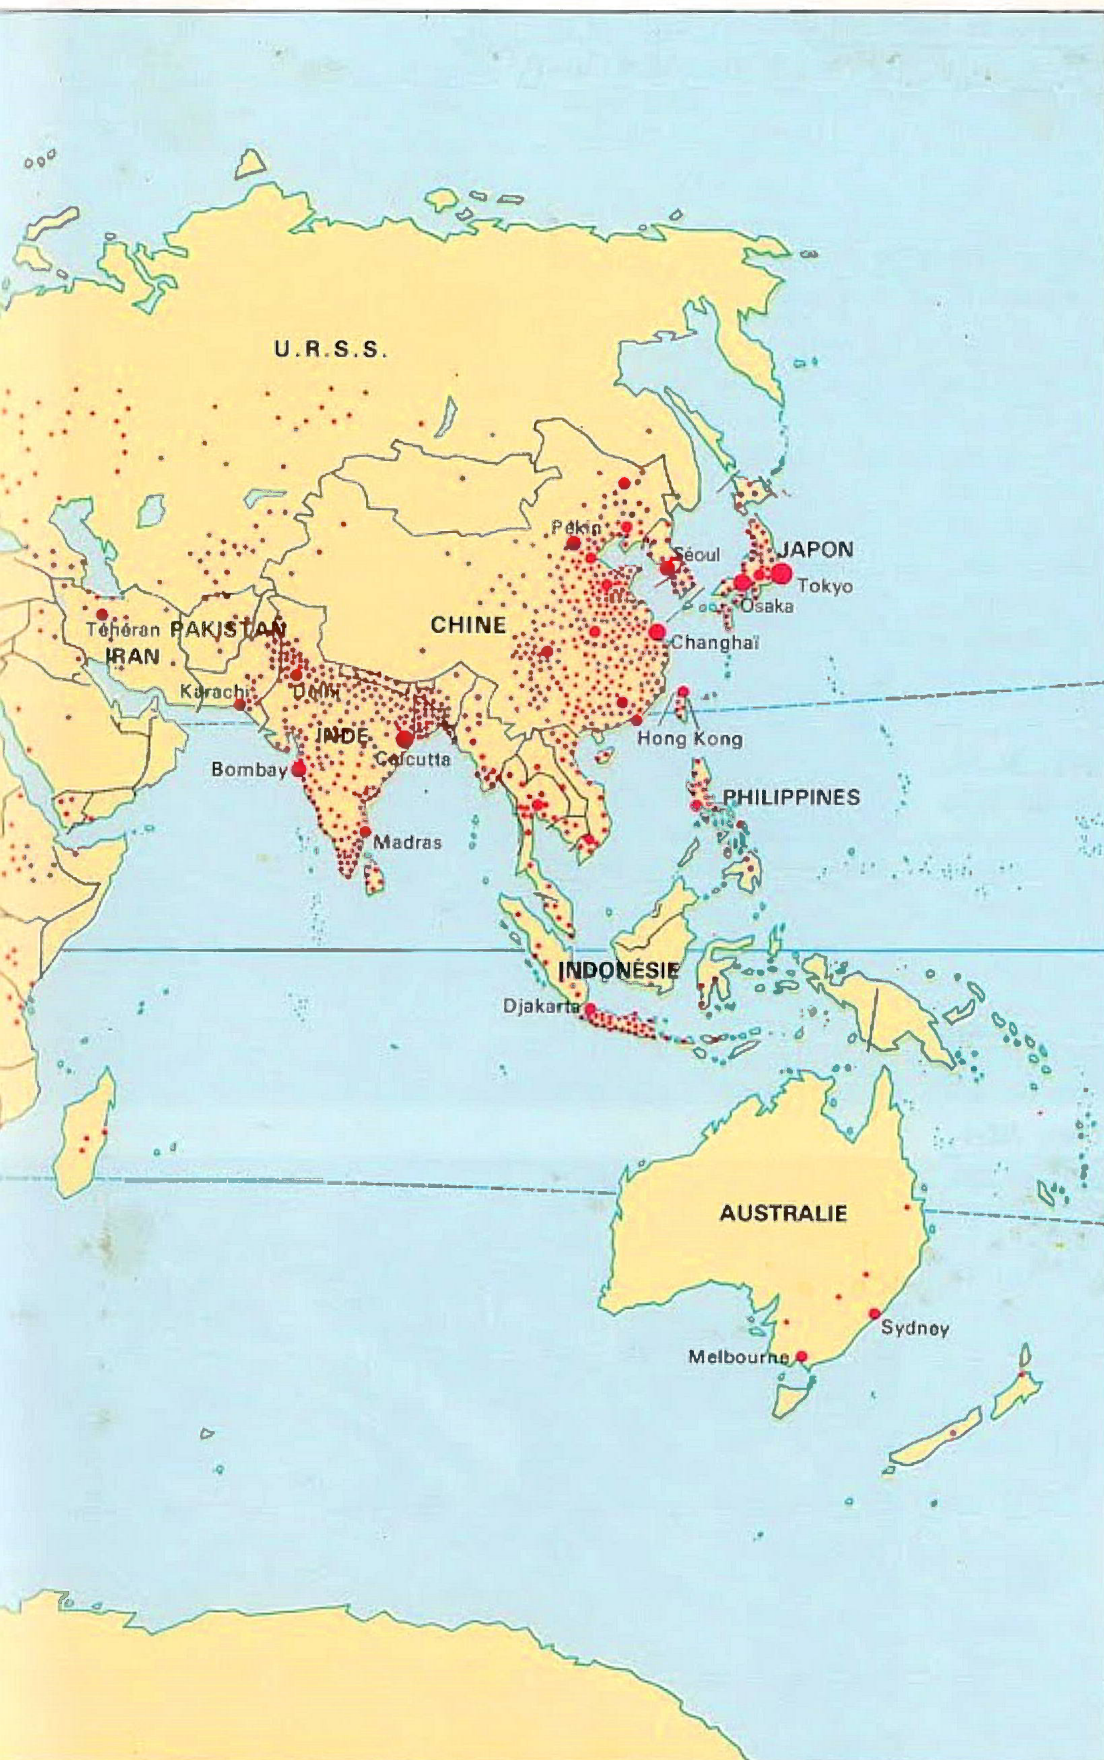 U.R.S.S.
Pékin
Séoul
JAPON
Tokyo
Osaka
Téhéran
PAKISTAN
CHINE
Changhaï
IRAN
Karachi
Delhi
INDE
Hong Kong
Calcutta
Bombay
PHILIPPINES
Madras
INDONÉSIE
Djakarta
AUSTRALIE
Sydney
Melbourne